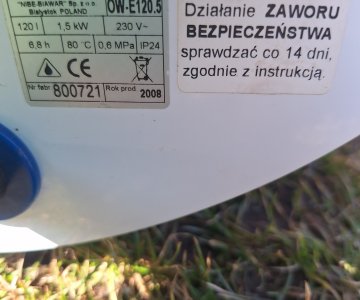 "NIBE-BIAWAR" Sp. z o.o.
Białystok POLAND
OW-E120.5
120 l 1,5 kW 230 V~
6,8 h 80 °C 0,6 MPa IP24
Nr fabr. 800721 Rok prod. 2008
Działanie ZAWORU
BEZPIECZEŃSTWA
sprawdzać co 14 dni,
zgodnie z instrukcją.